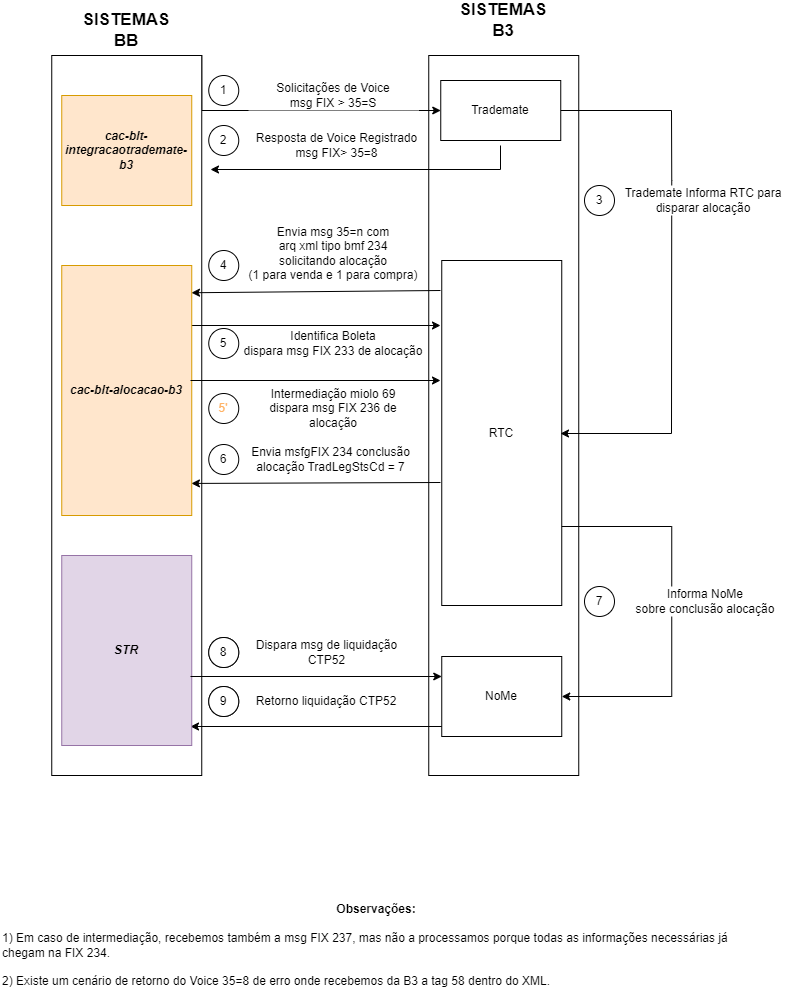 SISTEMAS
BB
SISTEMAS
B3
1
Solicitações de Voice
msg FIX > 35=S
Trademate
cac-blt-
integracaotrademate-
b3
2
Resposta de Voice Registrado
msg FIX> 35=8
3
Trademate Informa RTC para
disparar alocação
Envia msg 35=n com
arq xml tipo bmf 234
solicitando alocação
(1 para venda e 1 para compra)
4
5
Identifica Boleta
dispara msg FIX 233 de alocação
cac-blt-alocacao-b3
5'
Intermediação miolo 69
dispara msg FIX 236 de
alocação
RTC
6
Envia msfgFIX 234 conclusão
alocação TradLegStsCd = 7
7
Informa NoMe
sobre conclusão alocação
STR
8
Dispara msg de liquidação
CTP52
9
Retorno liquidação CTP52
NoMe
Observações:
1) Em caso de intermediação, recebemos também a msg FIX 237, mas não a processamos porque todas as informações necessárias já
chegam na FIX 234.
2) Existe um cenário de retorno do Voice 35=8 de erro onde recebemos da B3 a tag 58 dentro do XML.